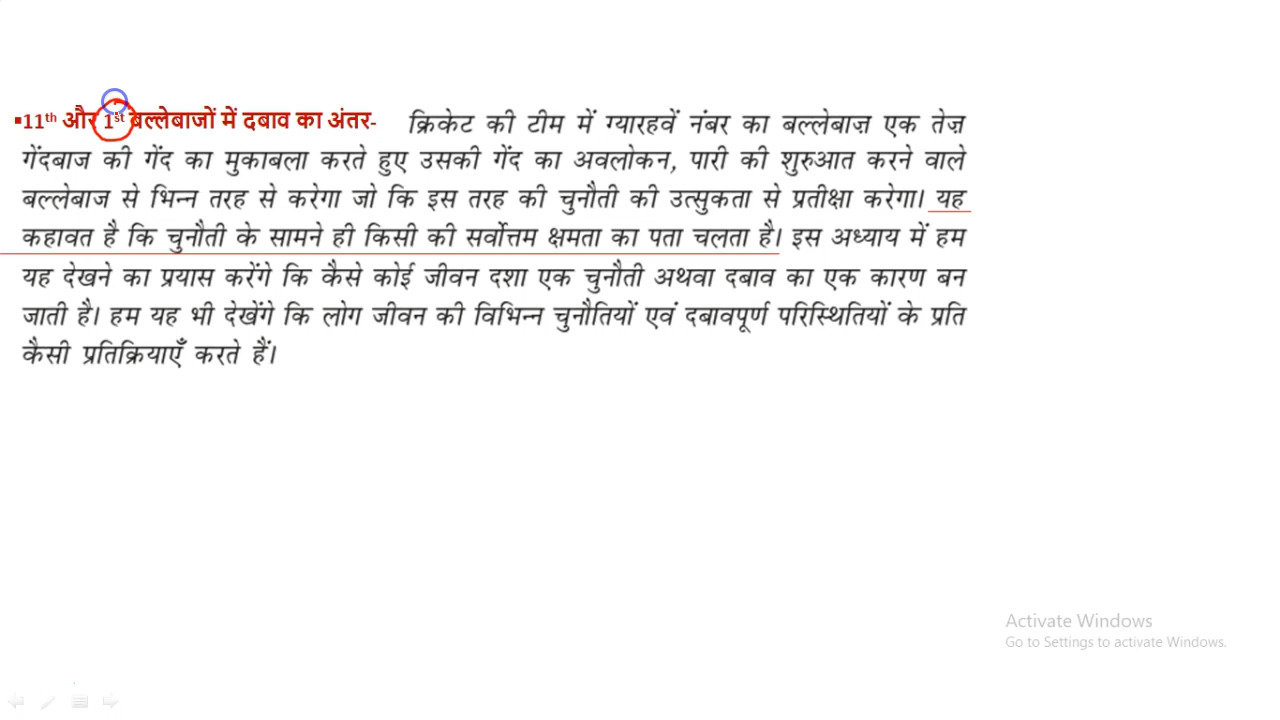 ▪11th और 1st बल्लेबाजों में दबाव का अंतर- क्रिकेट की टीम में ग्यारहवें नंबर का बल्लेबाज़ एक तेज़
गेंदबाज की गेंद का मुकाबला करते हुए उसकी गेंद का अवलोकन, पारी की शुरुआत करने वाले
बल्लेबाज से भिन्न तरह से करेगा जो कि इस तरह की चुनौती की उत्सुकता से प्रतीक्षा करेगा। यह
कहावत है कि चुनौती के सामने ही किसी की सर्वोत्तम क्षमता का पता चलता है। इस अध्याय में हम
यह देखने का प्रयास करेंगे कि कैसे कोई जीवन दशा एक चुनौती अथवा दबाव का एक कारण बन
जाती है। हम यह भी देखेंगे कि लोग जीवन की विभिन्न चुनौतियों एवं दबावपूर्ण परिस्थितियों के प्रति
कैसी प्रतिक्रियाएँ करते हैं।
Activate Windows
Go to Settings to activate Windows.